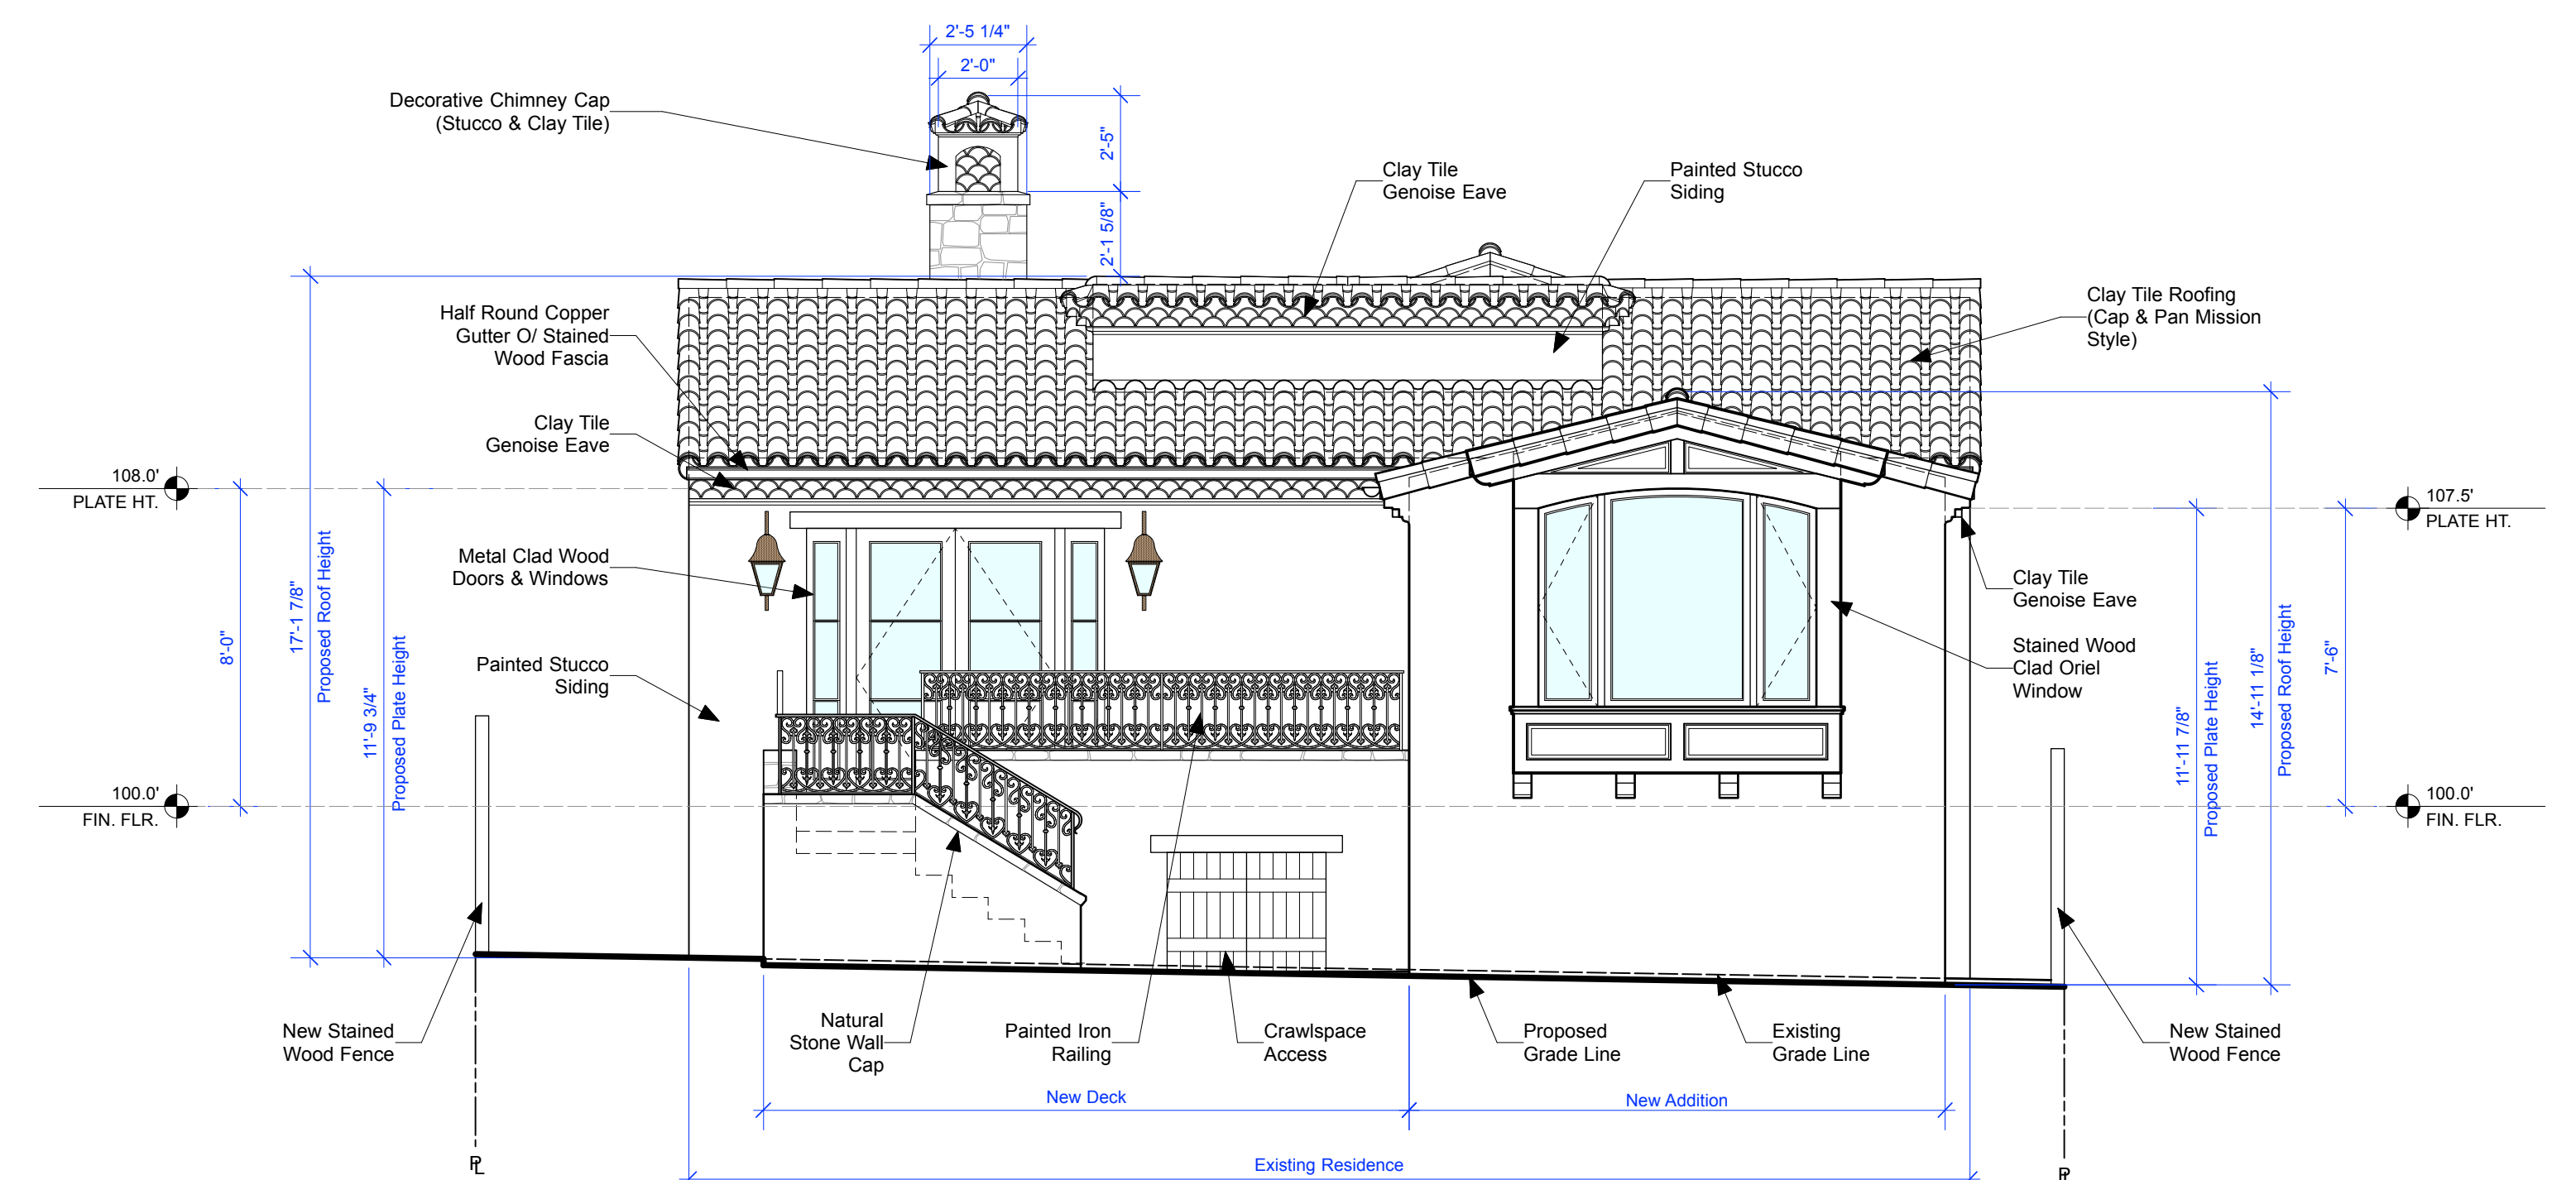 2'-5 1/4"
2'-0"
Decorative Chimney Cap
(Stucco & Clay Tile)
2'-5"
2'-1 5/8"
Clay Tile
Genoise Eave
Painted Stucco
Siding
Half Round Copper
Gutter O/ Stained
Wood Fascia
Clay Tile Roofing
(Cap & Pan Mission
Style)
Clay Tile
Genoise Eave
108.0'
PLATE HT.
107.5'
PLATE HT.
Metal Clad Wood
Doors & Windows
Clay Tile
Genoise Eave
8'-0"
17'-1 7/8"
Proposed Roof Height
11'-9 3/4"
Proposed Plate Height
Painted Stucco
Siding
Stained Wood
Clad Oriel
Window
11'-11 7/8"
Proposed Plate Height
14'-11 1/8"
Proposed Roof Height
7'-6"
100.0'
FIN. FLR.
100.0'
FIN. FLR.
New Stained
Wood Fence
Natural
Stone Wall
Cap
Painted Iron
Railing
Crawlspace
Access
Proposed
Grade Line
Existing
Grade Line
New Stained
Wood Fence
New Deck
New Addition
Existing Residence
PL
PL